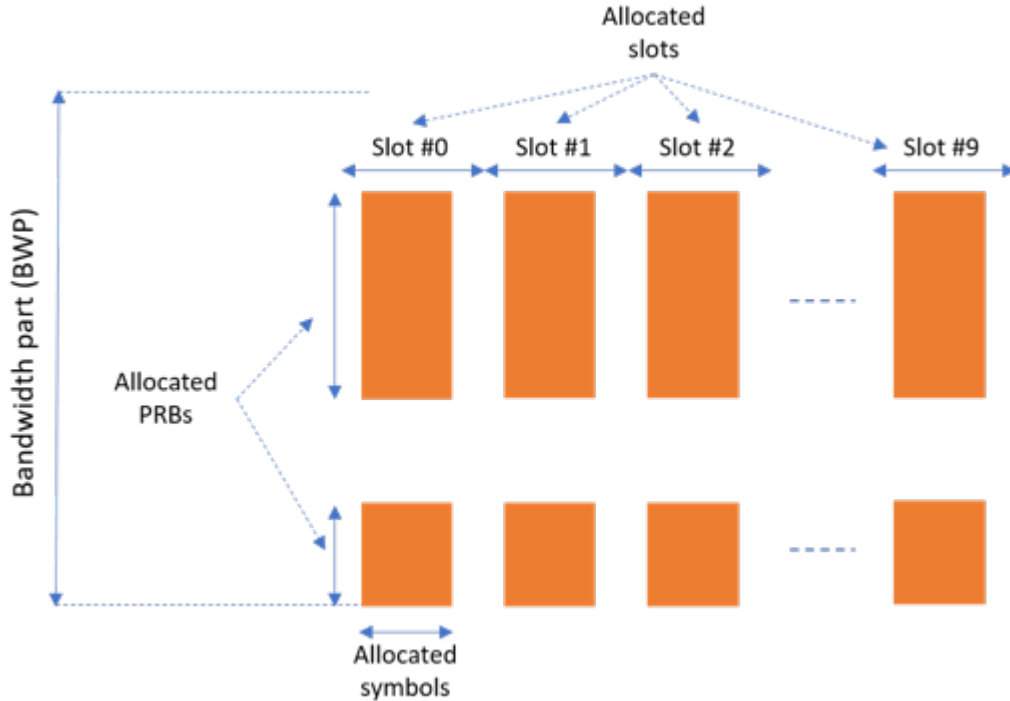 Allocated
slots
Slot #0
Slot #1
Slot #2
Slot #9
Bandwidth part (BWP)
Allocated
PRBs
Allocated
symbols